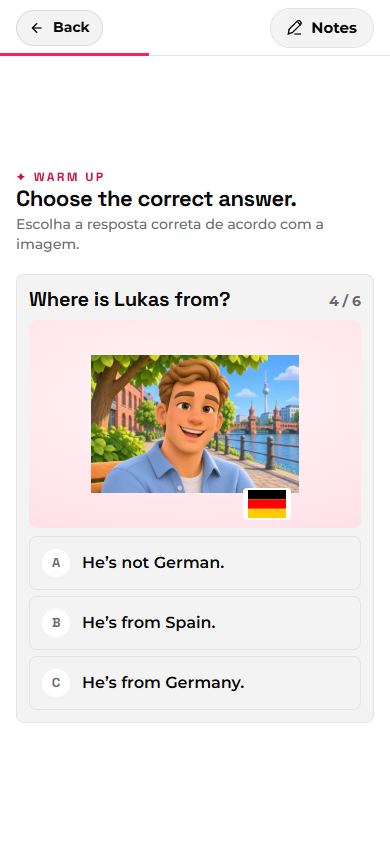 Back
Notes
WARM UP
Choose the correct answer.
Escolha a resposta correta de acordo com a
imagem.
Where is Lukas from?
4 / 6
A
He’s not German.
B
He’s from Spain.
C
He’s from Germany.